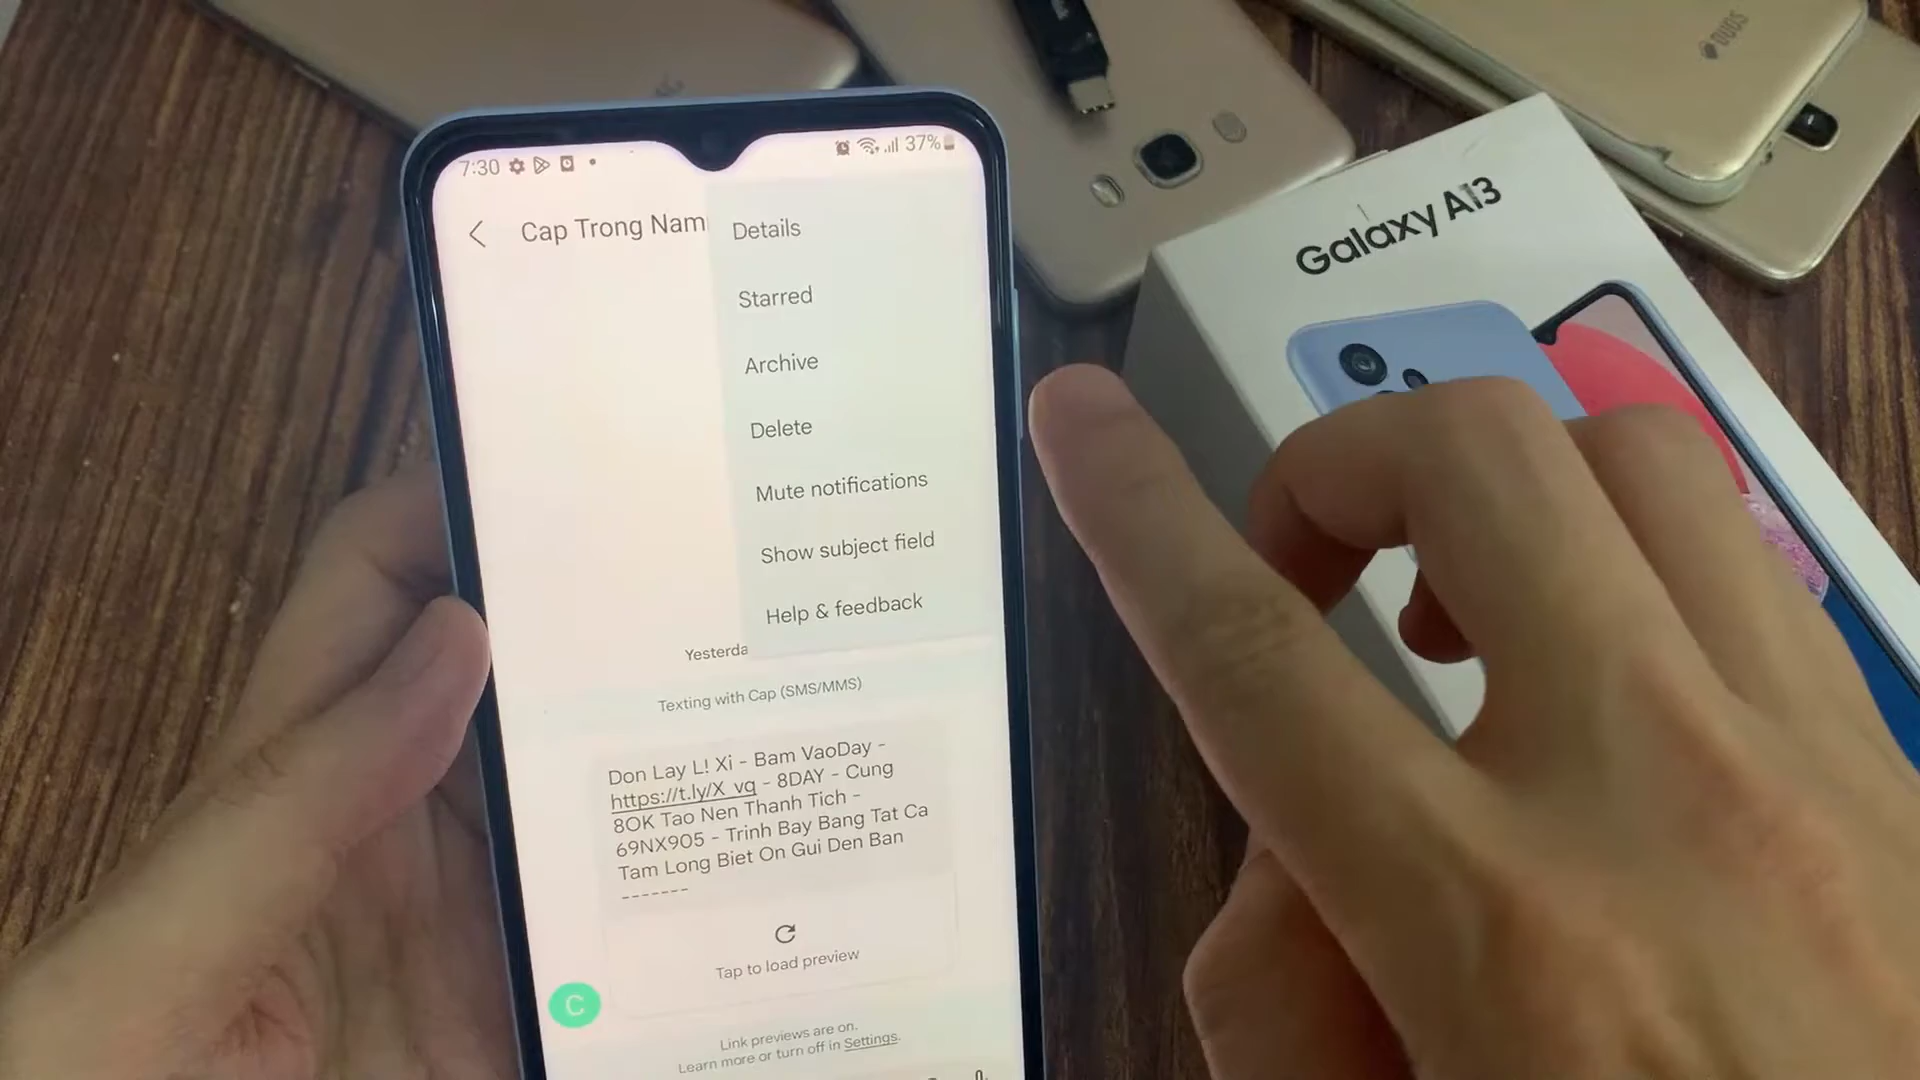 DUOS
Galaxy A13
7:30
37%
Cap Trong Nam
Details
Starred
Archive
Delete
Mute notifications
Show subject field
Help & feedback
Yesterda
Texting with Cap (SMS/MMS)
Don Lay L! Xi - Bam VaoDay -
https://t.ly/X_vq - 8DAY - Cung
8OK Tao Nen Thanh Tich -
69NX905 - Trinh Bay Bang Tat Ca
Tam Long Biet On Gui Den Ban
-------
Tap to load preview
C
Link previews are on.
Learn more or turn off in Settings.